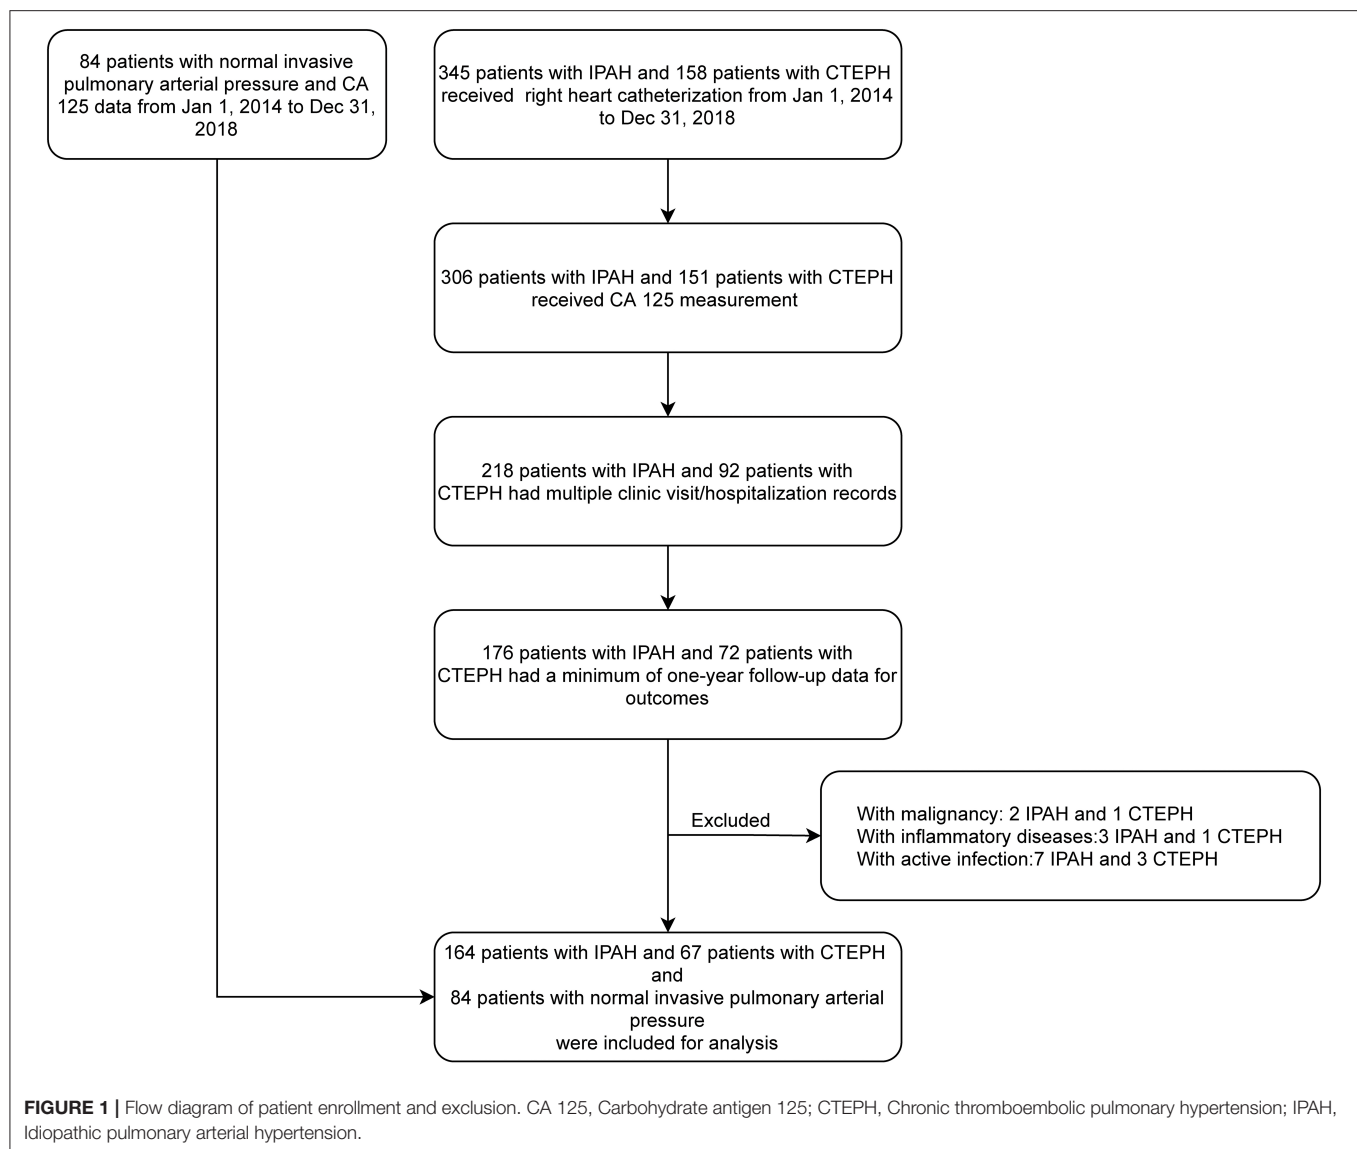 84 patients with normal invasive
pulmonary arterial pressure and CA
125 data from Jan 1, 2014 to Dec 31,
2018
345 patients with IPAH and 158 patients with CTEPH
received right heart catheterization from Jan 1, 2014
to Dec 31, 2018
306 patients with IPAH and 151 patients with CTEPH
received CA 125 measurement
218 patients with IPAH and 92 patients with
CTEPH had multiple clinic visit/hospitalization records
176 patients with IPAH and 72 patients with
CTEPH had a minimum of one-year follow-up data for
outcomes
Excluded
With malignancy: 2 IPAH and 1 CTEPH
With inflammatory diseases:3 IPAH and 1 CTEPH
With active infection:7 IPAH and 3 CTEPH
164 patients with IPAH and 67 patients with CTEPH
and
84 patients with normal invasive pulmonary arterial
pressure
were included for analysis
FIGURE 1 | Flow diagram of patient enrollment and exclusion. CA 125, Carbohydrate antigen 125; CTEPH, Chronic thromboembolic pulmonary hypertension; IPAH,
Idiopathic pulmonary arterial hypertension.